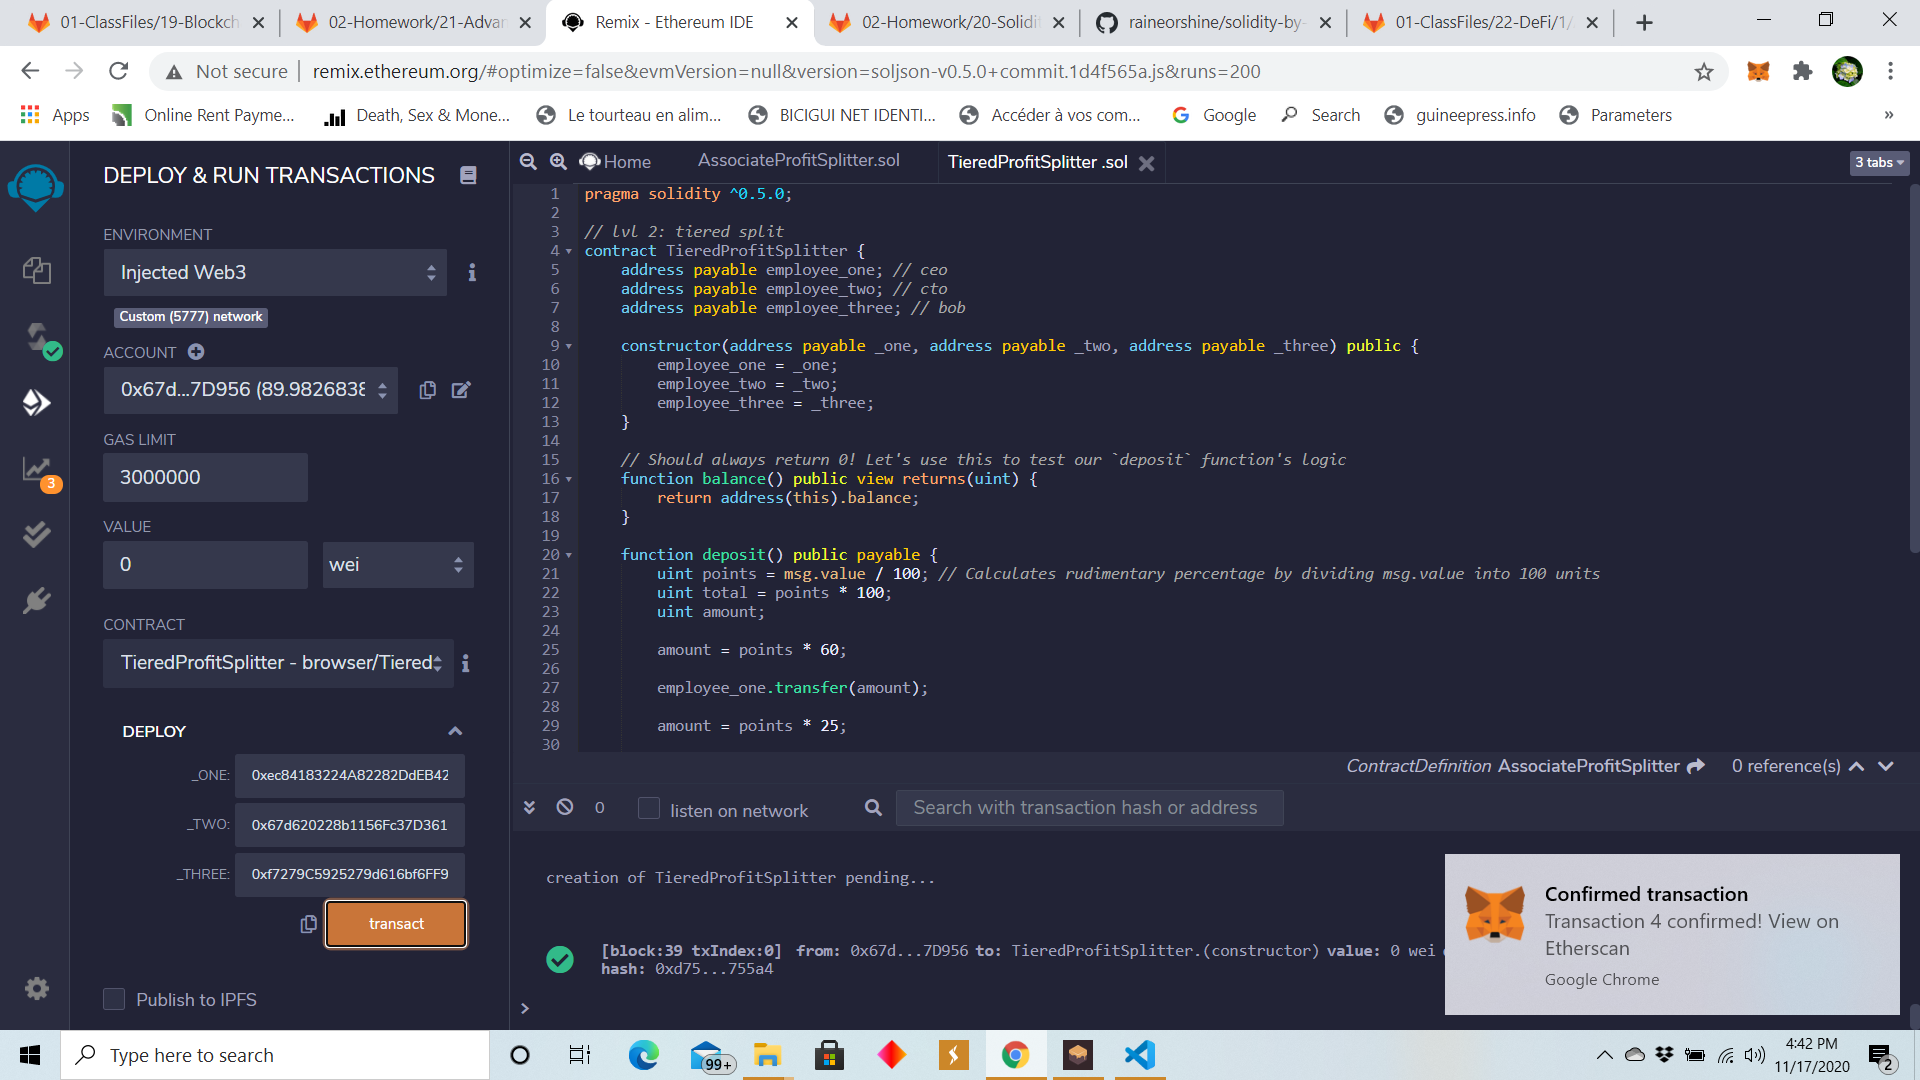 01-ClassFiles/19-Blockch
02-Homework/21-Advan
Remix - Ethereum IDE
02-Homework/20-Solidit
raineorshine/solidity-by-
01-ClassFiles/22-DeFi/1/
Not secure
remix.ethereum.org/#optimize=false&evmVersion=null&version=soljson-v0.5.0+commit.1d4f565a.js&runs=200
Apps
Online Rent Payme...
Death, Sex & Mone...
Le tourteau en alim...
BICIGUI NET IDENTI...
Accéder à vos com...
Google
Search
guineepress.info
Parameters
»
DEPLOY & RUN TRANSACTIONS
ENVIRONMENT
Injected Web3
Custom (5777) network
ACCOUNT
0x67d...7D956 (89.9826838
GAS LIMIT
3000000
VALUE
0
wei
CONTRACT
TieredProfitSplitter - browser/Tiered
DEPLOY
_ONE: 0xec84183224A82282DdEB42
_TWO: 0x67d620228b1156Fc37D361
_THREE: 0xf7279C5925279d616bf6FF9
transact
Publish to IPFS
3
Home
AssociateProfitSplitter.sol
TieredProfitSplitter .sol
3 tabs
1 pragma solidity ^0.5.0;
2
3 // lvl 2: tiered split
4 contract TieredProfitSplitter {
5 address payable employee_one; // ceo
6 address payable employee_two; // cto
7 address payable employee_three; // bob
8
9 constructor(address payable _one, address payable _two, address payable _three) public {
10 employee_one = _one;
11 employee_two = _two;
12 employee_three = _three;
13 }
14
15 // Should always return 0! Let's use this to test our `deposit` function's logic
16 function balance() public view returns(uint) {
17 return address(this).balance;
18 }
19
20 function deposit() public payable {
21 uint points = msg.value / 100; // Calculates rudimentary percentage by dividing msg.value into 100 units
22 uint total = points * 100;
23 uint amount;
24
25 amount = points * 60;
26
27 employee_one.transfer(amount);
28
29 amount = points * 25;
30
ContractDefinition AssociateProfitSplitter
0 reference(s)
0
listen on network
Search with transaction hash or address
creation of TieredProfitSplitter pending...
[block:39 txIndex:0] from: 0x67d...7D956 to: TieredProfitSplitter.(constructor) value: 0 wei
hash: 0xd75...755a4
>
Confirmed transaction
Transaction 4 confirmed! View on
Etherscan
Google Chrome
Type here to search
99+
4:42 PM
11/17/2020
2